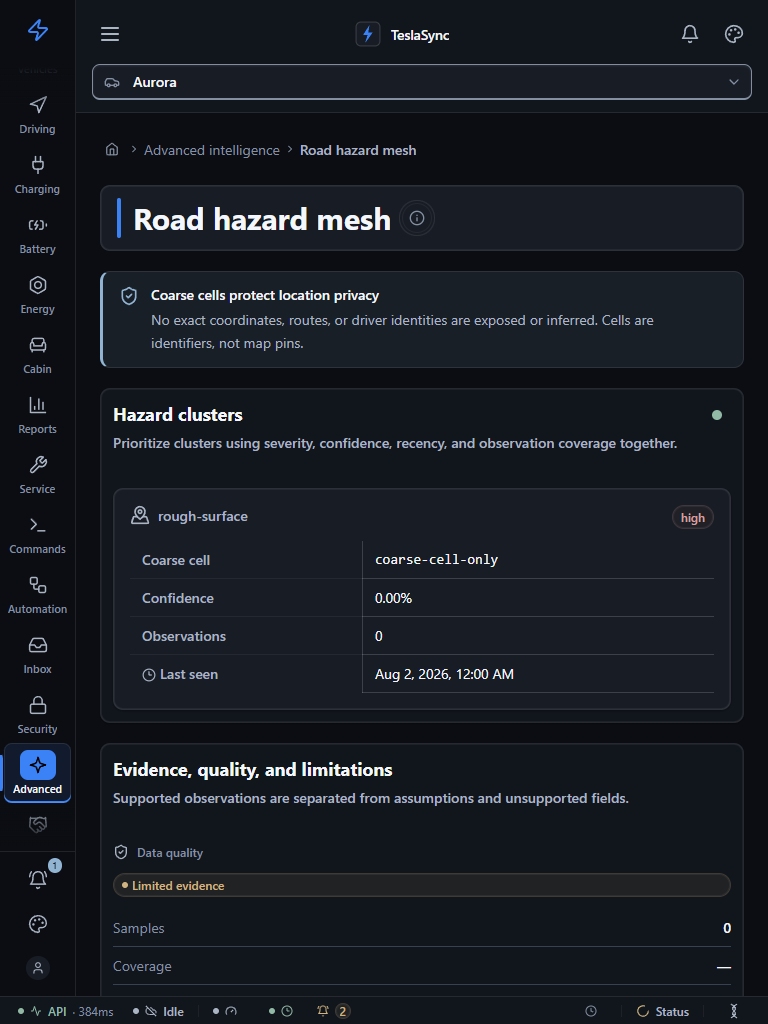 TeslaSync
Aurora
Driving
Charging
Battery
Energy
Cabin
Reports
Service
Commands
Automation
Inbox
Security
Advanced
1
Advanced intelligence
Road hazard mesh
Road hazard mesh
Coarse cells protect location privacy
No exact coordinates, routes, or driver identities are exposed or inferred. Cells are
identifiers, not map pins.
Hazard clusters
Prioritize clusters using severity, confidence, recency, and observation coverage together.
rough-surface
high
Coarse cell
coarse-cell-only
Confidence
0.00%
Observations
0
Last seen
Aug 2, 2026, 12:00 AM
Evidence, quality, and limitations
Supported observations are separated from assumptions and unsupported fields.
Data quality
Limited evidence
Samples
0
Coverage
—
API · 384ms
Idle
2
Status